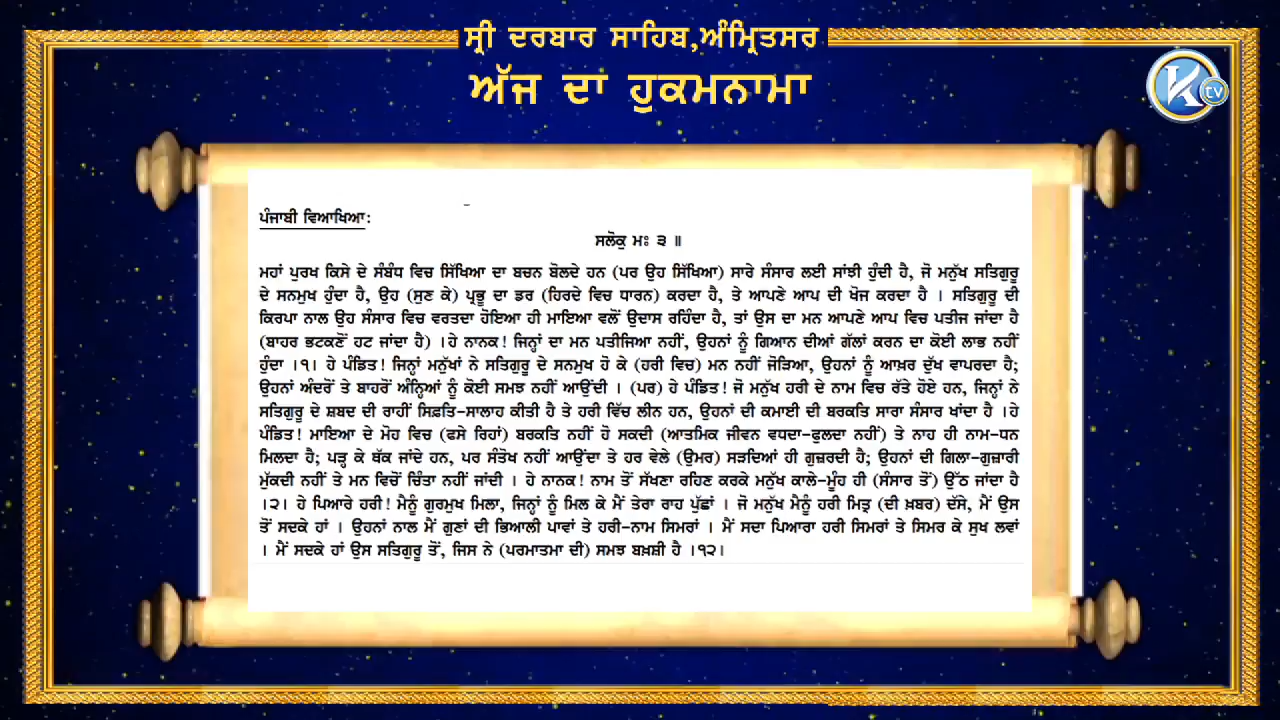 ਸ੍ਰੀ ਦਰਬਾਰ ਸਾਹਿਬ,ਅੰਮ੍ਰਿਤਸਰ
ਅੱਜ ਦਾ ਹੁਕਮਨਾਮਾ
K tv
ਪੰਜਾਬੀ ਵਿਆਖਿਆ:
ਸਲੋਕੁ ਮਃ ੩ ॥
ਮਹਾਂ ਪੁਰਖ ਕਿਸੇ ਦੇ ਸੰਬੰਧ ਵਿਚ ਸਿੱਖਿਆ ਦਾ ਬਚਨ ਬੋਲਦੇ ਹਨ (ਪਰ ਉਹ ਸਿੱਖਿਆ) ਸਾਰੇ ਸੰਸਾਰ ਲਈ ਸਾਂਝੀ ਹੁੰਦੀ ਹੈ, ਜੋ ਮਨੁੱਖ ਸਤਿਗੁਰੂ
ਦੇ ਸਨਮੁਖ ਹੁੰਦਾ ਹੈ, ਉਹ (ਸੁਣ ਕੇ) ਪ੍ਰਭੂ ਦਾ ਡਰ (ਹਿਰਦੇ ਵਿਚ ਧਾਰਨ) ਕਰਦਾ ਹੈ, ਤੇ ਆਪਣੇ ਆਪ ਦੀ ਖੋਜ ਕਰਦਾ ਹੈ । ਸਤਿਗੁਰੂ ਦੀ
ਕਿਰਪਾ ਨਾਲ ਉਹ ਸੰਸਾਰ ਵਿਚ ਵਰਤਦਾ ਹੋਇਆ ਹੀ ਮਾਇਆ ਵਲੋਂ ਉਦਾਸ ਰਹਿੰਦਾ ਹੈ, ਤਾਂ ਉਸ ਦਾ ਮਨ ਆਪਣੇ ਆਪ ਵਿਚ ਪਤੀਜ ਜਾਂਦਾ ਹੈ
(ਬਾਹਰ ਭਟਕਣੋਂ ਹਟ ਜਾਂਦਾ ਹੈ) ।ਹੇ ਨਾਨਕ! ਜਿਨ੍ਹਾਂ ਦਾ ਮਨ ਪਤੀਜਿਆ ਨਹੀਂ, ਉਹਨਾਂ ਨੂੰ ਗਿਆਨ ਦੀਆਂ ਗੱਲਾਂ ਕਰਨ ਦਾ ਕੋਈ ਲਾਭ ਨਹੀਂ
ਹੁੰਦਾ ।੧। ਹੇ ਪੰਡਿਤ! ਜਿਨ੍ਹਾਂ ਮਨੁੱਖਾਂ ਨੇ ਸਤਿਗੁਰੂ ਦੇ ਸਨਮੁਖ ਹੋ ਕੇ (ਹਰੀ ਵਿਚ) ਮਨ ਨਹੀਂ ਜੋੜਿਆ, ਉਹਨਾਂ ਨੂੰ ਆਖ਼ਰ ਦੁੱਖ ਵਾਪਰਦਾ ਹੈ;
ਉਹਨਾਂ ਅੰਦਰੋਂ ਤੇ ਬਾਹਰੋਂ ਅੰਨ੍ਹਿਆਂ ਨੂੰ ਕੋਈ ਸਮਝ ਨਹੀਂ ਆਉਂਦੀ । (ਪਰ) ਹੇ ਪੰਡਿਤ! ਜੋ ਮਨੁੱਖ ਹਰੀ ਦੇ ਨਾਮ ਵਿਚ ਰੱਤੇ ਹੋਏ ਹਨ, ਜਿਨ੍ਹਾਂ ਨੇ
ਸਤਿਗੁਰੂ ਦੇ ਸ਼ਬਦ ਦੀ ਰਾਹੀਂ ਸਿਫ਼ਤਿ-ਸਾਲਾਹ ਕੀਤੀ ਹੈ ਤੇ ਹਰੀ ਵਿੱਚ ਲੀਨ ਹਨ, ਉਹਨਾਂ ਦੀ ਕਮਾਈ ਦੀ ਬਰਕਤਿ ਸਾਰਾ ਸੰਸਾਰ ਖਾਂਦਾ ਹੈ ।ਹੇ
ਪੰਡਿਤ! ਮਾਇਆ ਦੇ ਮੋਹ ਵਿਚ (ਫਸੇ ਰਿਹਾਂ) ਬਰਕਤਿ ਨਹੀਂ ਹੋ ਸਕਦੀ (ਆਤਮਿਕ ਜੀਵਨ ਵਧਦਾ-ਫੁਲਦਾ ਨਹੀਂ) ਤੇ ਨਾਹ ਹੀ ਨਾਮ-ਧਨ
ਮਿਲਦਾ ਹੈ; ਪੜ੍ਹ ਕੇ ਥੱਕ ਜਾਂਦੇ ਹਨ, ਪਰ ਸੰਤੋਖ ਨਹੀਂ ਆਉਂਦਾ ਤੇ ਹਰ ਵੇਲੇ (ਉਮਰ) ਸੜਦਿਆਂ ਹੀ ਗੁਜ਼ਰਦੀ ਹੈ; ਉਹਨਾਂ ਦੀ ਗਿਲਾ-ਗੁਜ਼ਾਰੀ
ਮੁੱਕਦੀ ਨਹੀਂ ਤੇ ਮਨ ਵਿਚੋਂ ਚਿੰਤਾ ਨਹੀਂ ਜਾਂਦੀ । ਹੇ ਨਾਨਕ! ਨਾਮ ਤੋਂ ਸੱਖਣਾ ਰਹਿਣ ਕਰਕੇ ਮਨੁੱਖ ਕਾਲੇ-ਮੂੰਹ ਹੀ (ਸੰਸਾਰ ਤੋਂ) ਉੱਠ ਜਾਂਦਾ ਹੈ
।੨। ਹੇ ਪਿਆਰੇ ਹਰੀ! ਮੈਨੂੰ ਗੁਰਮੁਖ ਮਿਲਾ, ਜਿਨ੍ਹਾਂ ਨੂੰ ਮਿਲ ਕੇ ਮੈਂ ਤੇਰਾ ਰਾਹ ਪੁੱਛਾਂ । ਜੋ ਮਨੁੱਖ ਮੈਨੂੰ ਹਰੀ ਮਿਤ੍ਰ (ਦੀ ਖ਼ਬਰ) ਦੱਸੇ, ਮੈਂ ਉਸ
ਤੋਂ ਸਦਕੇ ਹਾਂ । ਉਹਨਾਂ ਨਾਲ ਮੈਂ ਗੁਣਾਂ ਦੀ ਭਿਆਲੀ ਪਾਵਾਂ ਤੇ ਹਰੀ-ਨਾਮ ਸਿਮਰਾਂ । ਮੈਂ ਸਦਾ ਪਿਆਰਾ ਹਰੀ ਸਿਮਰਾਂ ਤੇ ਸਿਮਰ ਕੇ ਸੁਖ ਲਵਾਂ
। ਮੈਂ ਸਦਕੇ ਹਾਂ ਉਸ ਸਤਿਗੁਰੂ ਤੋਂ, ਜਿਸ ਨੇ (ਪਰਮਾਤਮਾ ਦੀ) ਸਮਝ ਬਖ਼ਸ਼ੀ ਹੈ ।੧੨।